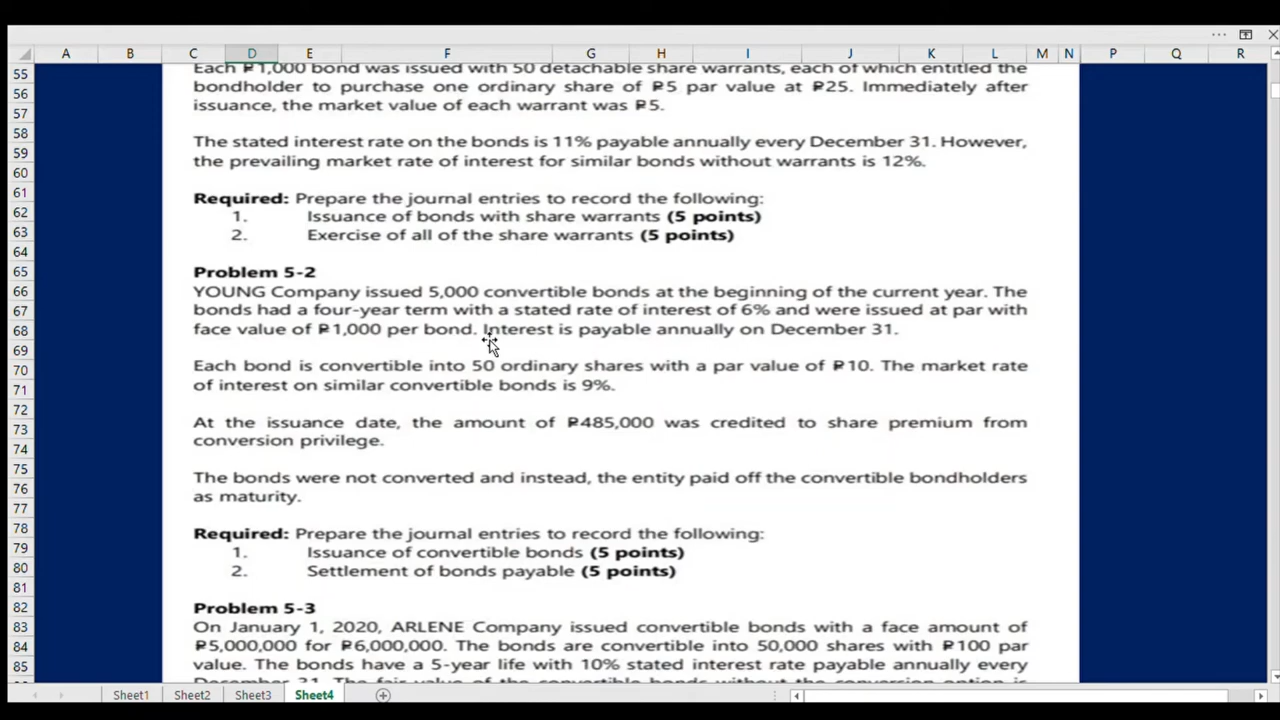 A B C D E F G H I J K L M N P Q R
55 Each ₱1,000 bond was issued with 50 detachable share warrants, each of which entitled the
56 bondholder to purchase one ordinary share of ₱5 par value at ₱25. Immediately after
57 issuance, the market value of each warrant was ₱5.
58
59 The stated interest rate on the bonds is 11% payable annually every December 31. However,
60 the prevailing market rate of interest for similar bonds without warrants is 12%.
61 Required: Prepare the journal entries to record the following:
62 1. Issuance of bonds with share warrants (5 points)
63 2. Exercise of all of the share warrants (5 points)
64
65 Problem 5-2
66 YOUNG Company issued 5,000 convertible bonds at the beginning of the current year. The
67 bonds had a four-year term with a stated rate of interest of 6% and were issued at par with
68 face value of ₱1,000 per bond. Interest is payable annually on December 31.
69
70 Each bond is convertible into 50 ordinary shares with a par value of ₱10. The market rate
71 of interest on similar convertible bonds is 9%.
72
73 At the issuance date, the amount of ₱485,000 was credited to share premium from
74 conversion privilege.
75
76 The bonds were not converted and instead, the entity paid off the convertible bondholders
77 as maturity.
78 Required: Prepare the journal entries to record the following:
79 1. Issuance of convertible bonds (5 points)
80 2. Settlement of bonds payable (5 points)
81
82 Problem 5-3
83 On January 1, 2020, ARLENE Company issued convertible bonds with a face amount of
84 ₱5,000,000 for ₱6,000,000. The bonds are convertible into 50,000 shares with ₱100 par
85 value. The bonds have a 5-year life with 10% stated interest rate payable annually every
December 31. The fair value of the convertible bonds without the conversion option is
Sheet1 Sheet2 Sheet3 Sheet4